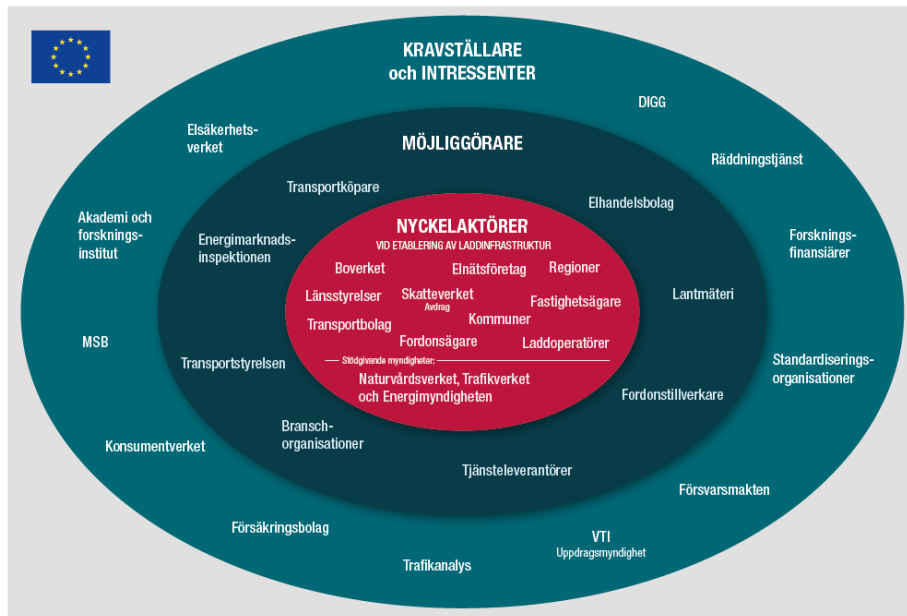 KRAVSTÄLLARE
och INTRESSENTER
DIGG
Elsäkerhets-
verket
Räddningstjänst
Akademi och
forsknings-
institut
Forsknings-
finansiärer
MSB
Standardiserings-
organisationer
Konsumentverket
Försvarsmakten
Försäkringsbolag
VTI
Uppdragsmyndighet
Trafikanalys
MÖJLIGGÖRARE
Transportköpare
Elhandelsbolag
Energimarknads-
inspektionen
Lantmäteri
Transportstyrelsen
Fordonstillverkare
Bransch-
organisationer
Tjänsteleverantörer
NYCKELAKTÖRER
VID ETABLERING AV LADDINFRASTRUKTUR
Boverket
Elnätsföretag
Regioner
Länsstyrelser
Skatteverket
Avdrag
Fastighetsägare
Transportbolag
Kommuner
Fordonsägare
Laddoperatörer
Stödgivande myndigheter:
Naturvårdsverket, Trafikverket
och Energimyndigheten